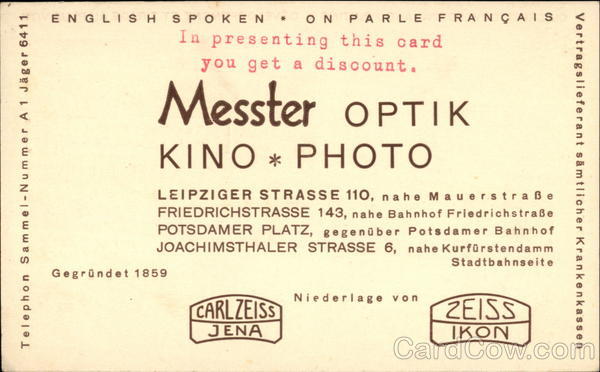 ENGLISH SPOKEN * ON PARLE FRANÇAIS
In presenting this card
you get a discount.
Messter OPTIK
KINO * PHOTO
LEIPZIGER STRASSE 110, nahe Mauerstraße
FRIEDRICHSTRASSE 143, nahe Bahnhof Friedrichstraße
POTSDAMER PLATZ, gegenüber Potsdamer Bahnhof
JOACHIMSTHALER STRASSE 6, nahe Kurfürstendamm
Stadtbahnseite
Gegründet 1859
Niederlage von
CARL ZEISS
JENA
ZEISS
IKON
Telephon Sammel-Nummer A 1 Jäger 6411
Vertragslieferant sämtlicher Krankenkassen
CardCow.com